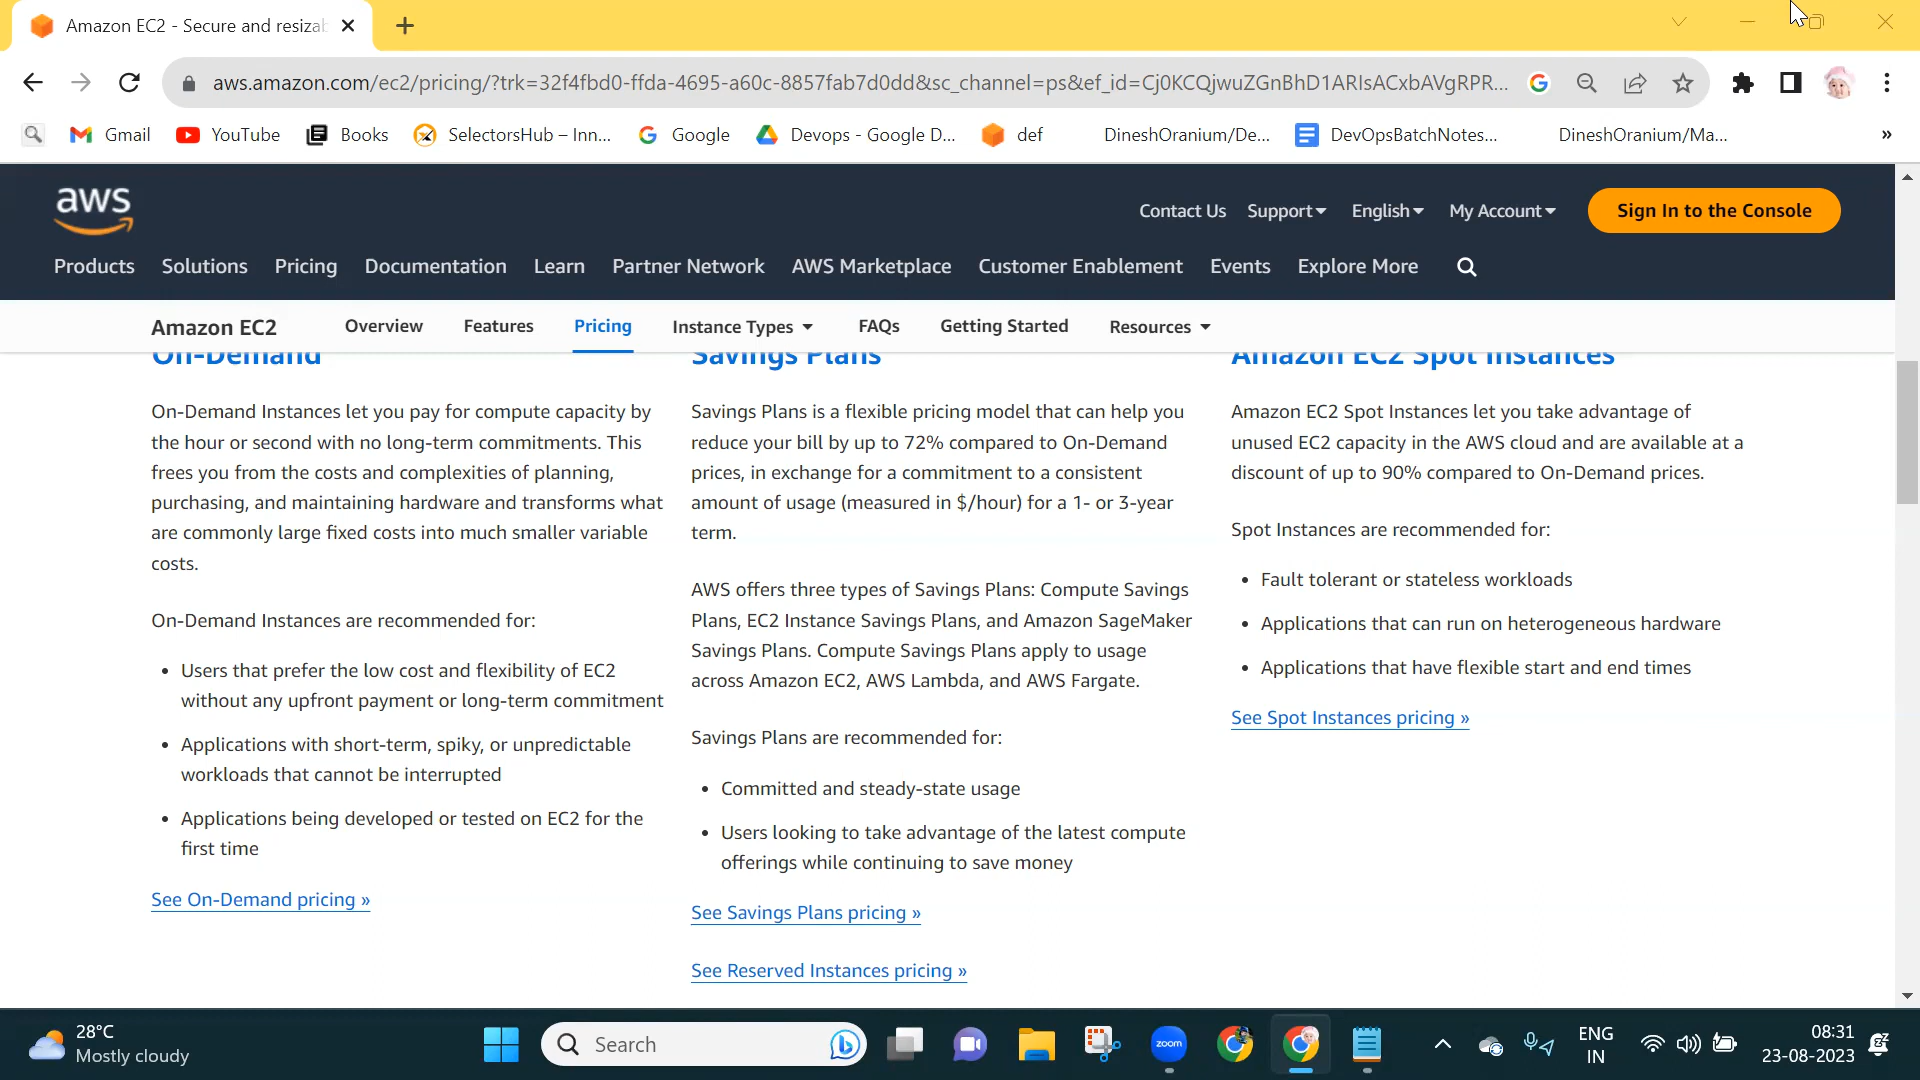 Amazon EC2 - Secure and resizab
aws.amazon.com/ec2/pricing/?trk=32f4fbd0-ffda-4695-a60c-8857fab7d0dd&sc_channel=ps&ef_id=Cj0KCQjwuZGnBhD1ARIsACxbAVgRPR...
Gmail YouTube Books SelectorsHub – Inn... Google Devops - Google D... def DineshOranium/De... DevOpsBatchNotes... DineshOranium/Ma... »
aws
Contact Us Support English My Account Sign In to the Console
Products Solutions Pricing Documentation Learn Partner Network AWS Marketplace Customer Enablement Events Explore More
Amazon EC2 Overview Features Pricing Instance Types FAQs Getting Started Resources
On-Demand
On-Demand Instances let you pay for compute capacity by
the hour or second with no long-term commitments. This
frees you from the costs and complexities of planning,
purchasing, and maintaining hardware and transforms what
are commonly large fixed costs into much smaller variable
costs.
On-Demand Instances are recommended for:
• Users that prefer the low cost and flexibility of EC2
without any upfront payment or long-term commitment
• Applications with short-term, spiky, or unpredictable
workloads that cannot be interrupted
• Applications being developed or tested on EC2 for the
first time
See On-Demand pricing »
Savings Plans
Savings Plans is a flexible pricing model that can help you
reduce your bill by up to 72% compared to On-Demand
prices, in exchange for a commitment to a consistent
amount of usage (measured in $/hour) for a 1- or 3-year
term.
AWS offers three types of Savings Plans: Compute Savings
Plans, EC2 Instance Savings Plans, and Amazon SageMaker
Savings Plans. Compute Savings Plans apply to usage
across Amazon EC2, AWS Lambda, and AWS Fargate.
Savings Plans are recommended for:
• Committed and steady-state usage
• Users looking to take advantage of the latest compute
offerings while continuing to save money
See Savings Plans pricing »
See Reserved Instances pricing »
Amazon EC2 Spot Instances
Amazon EC2 Spot Instances let you take advantage of
unused EC2 capacity in the AWS cloud and are available at a
discount of up to 90% compared to On-Demand prices.
Spot Instances are recommended for:
• Fault tolerant or stateless workloads
• Applications that can run on heterogeneous hardware
• Applications that have flexible start and end times
See Spot Instances pricing »
28°C
Mostly cloudy
Search
zoom
ENG
IN
08:31
23-08-2023